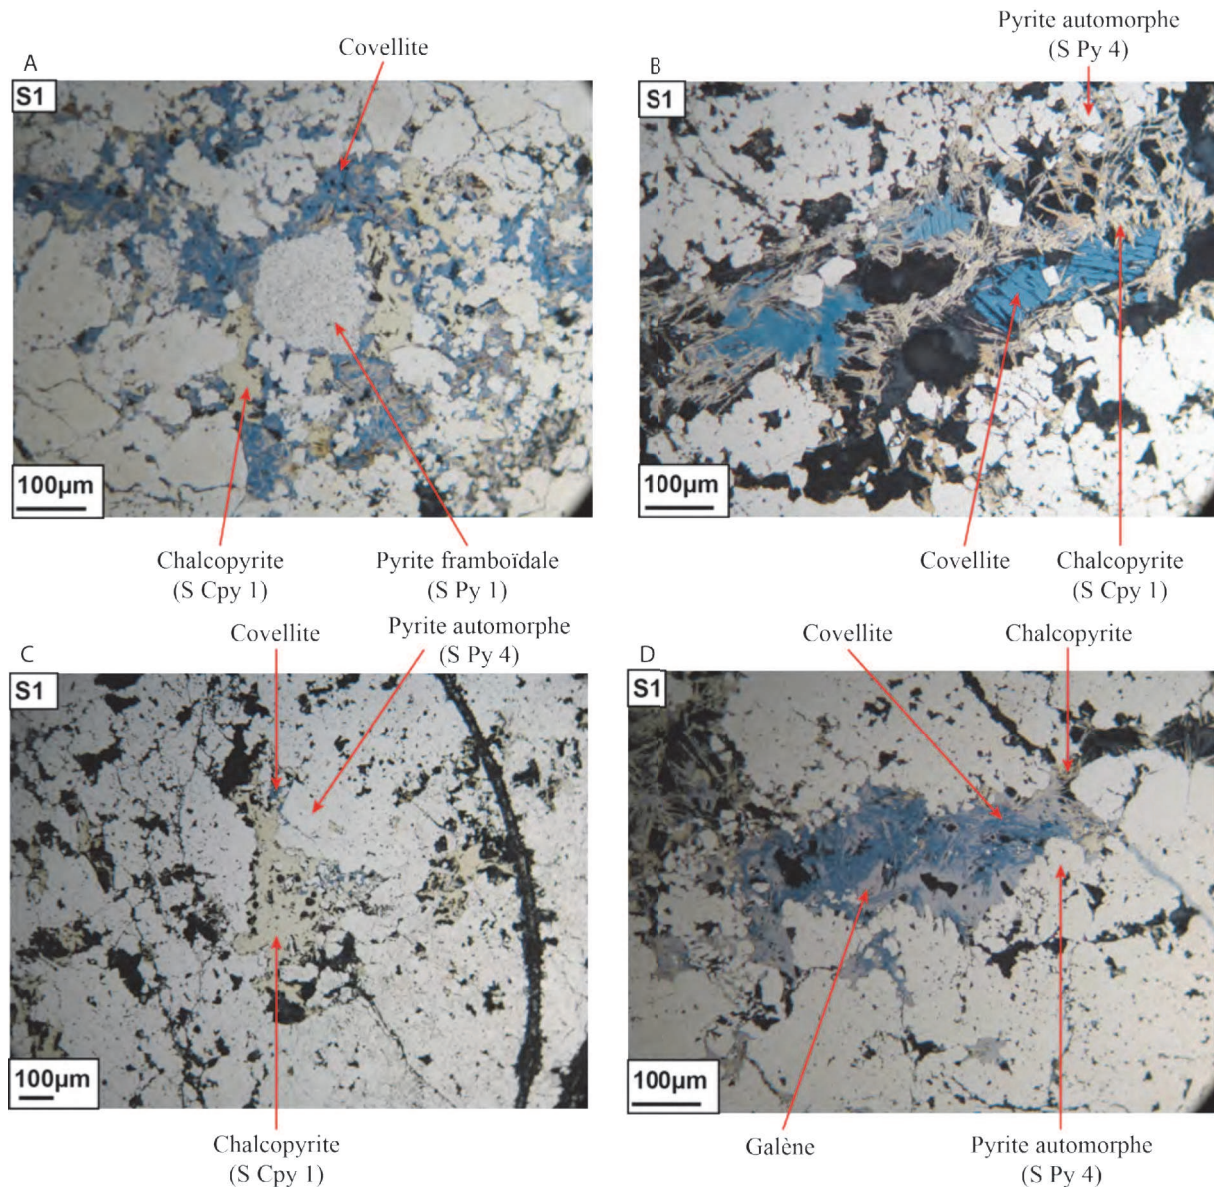 Covellite
A
S1
100µm
Chalcopyrite
(S Cpy 1)
Pyrite framboïdale
(S Py 1)
Pyrite automorphe
(S Py 4)
B
S1
100µm
Covellite
Chalcopyrite
(S Cpy 1)
Covellite
Pyrite automorphe
(S Py 4)
C
S1
100µm
Chalcopyrite
(S Cpy 1)
Covellite
Chalcopyrite
D
S1
100µm
Galène
Pyrite automorphe
(S Py 4)